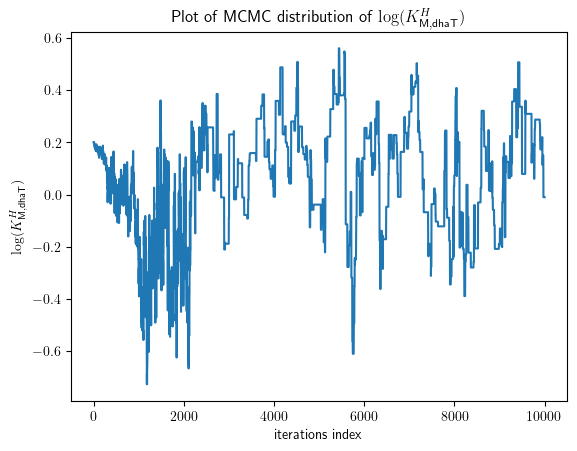 Plot of MCMC distribution of log(K^H_M,dhaT)
log(K^H_M,dhaT)
0.6
0.4
0.2
0.0
−0.2
−0.4
−0.6
0 2000 4000 6000 8000 10000
iterations index